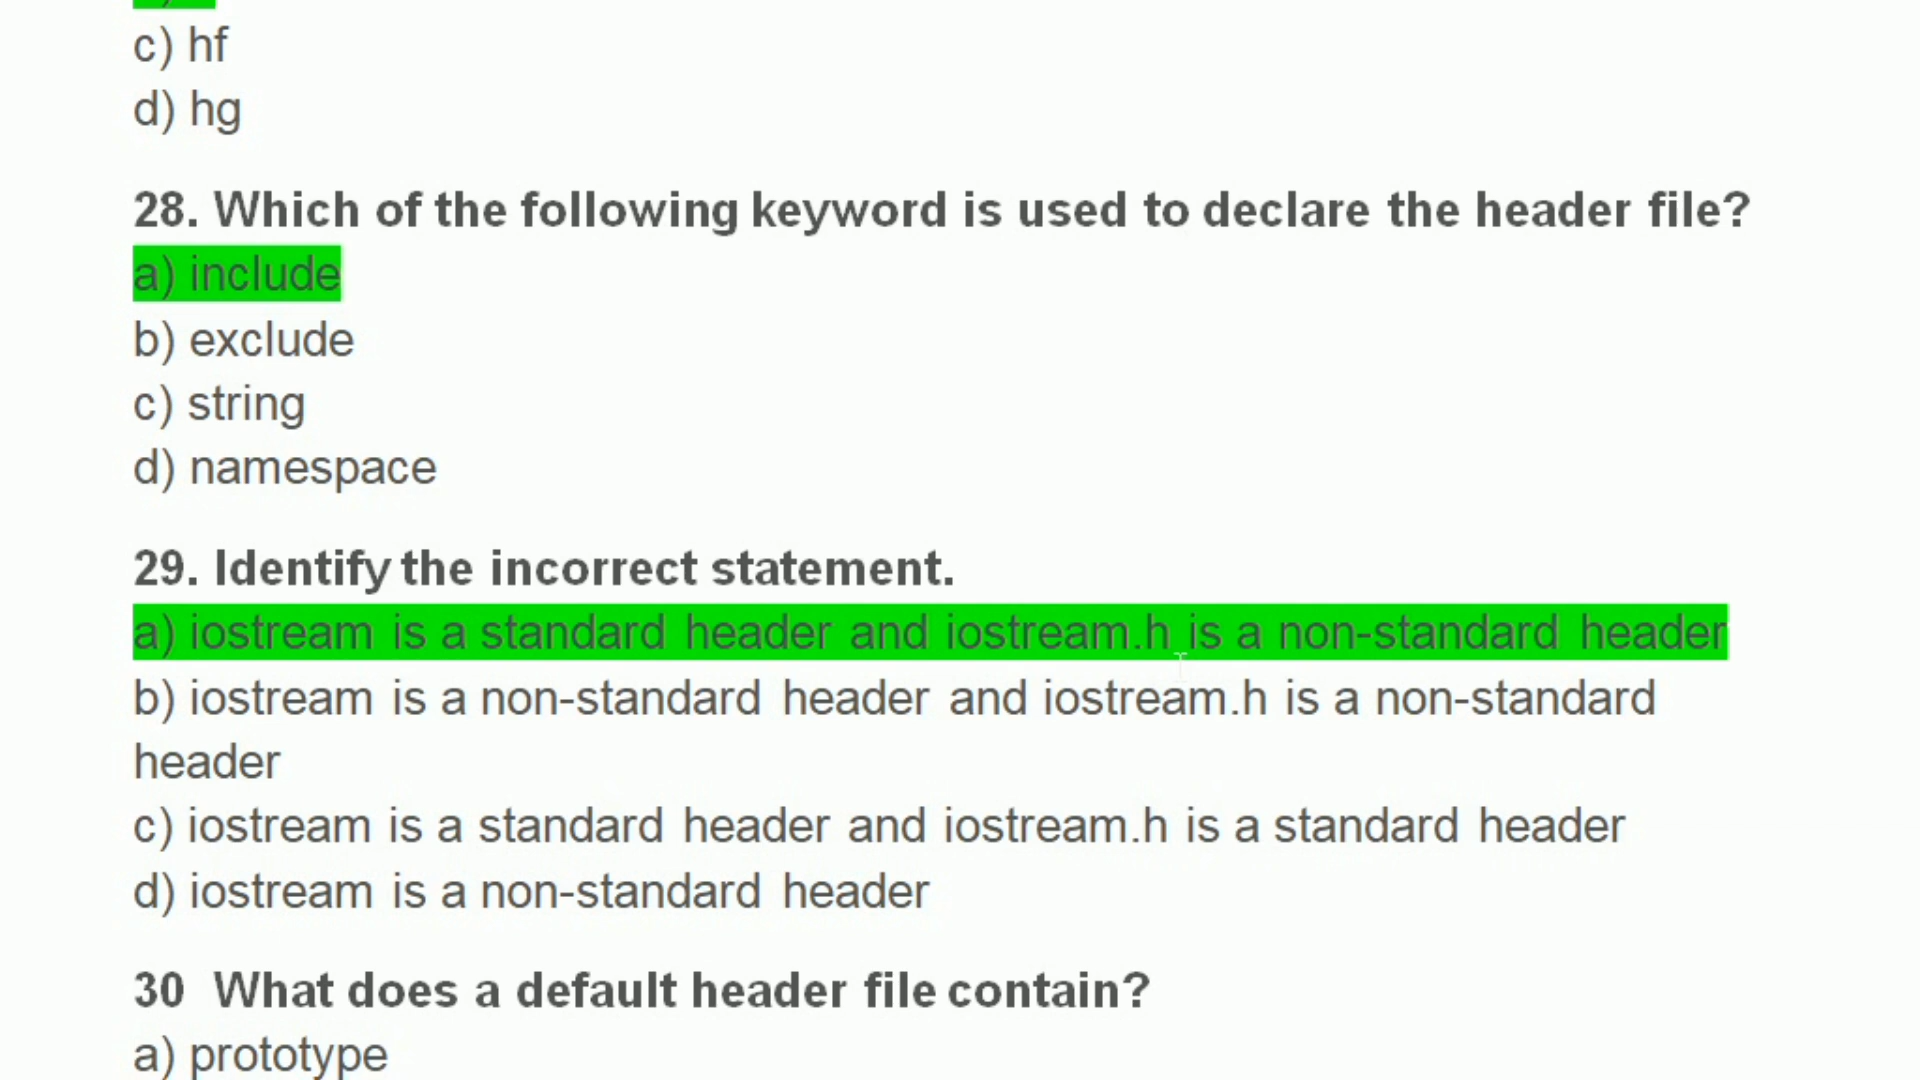 c) hf
d) hg
28. Which of the following keyword is used to declare the header file?
a) include
b) exclude
c) string
d) namespace
29. Identify the incorrect statement.
a) iostream is a standard header and iostream.h is a non-standard header
b) iostream is a non-standard header and iostream.h is a non-standard
header
c) iostream is a standard header and iostream.h is a standard header
d) iostream is a non-standard header
30 What does a default header file contain?
a) prototype